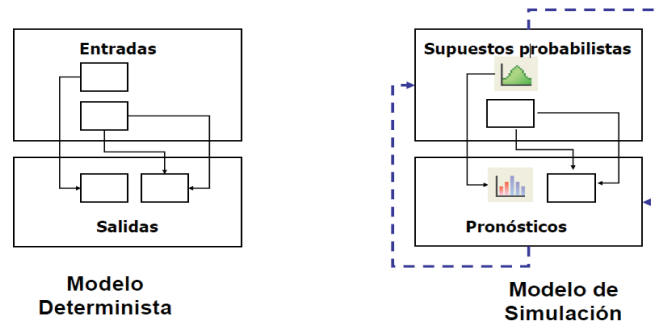 Entradas
Salidas
Modelo
Determinista
Supuestos probabilistas
Pronósticos
Modelo de
Simulación